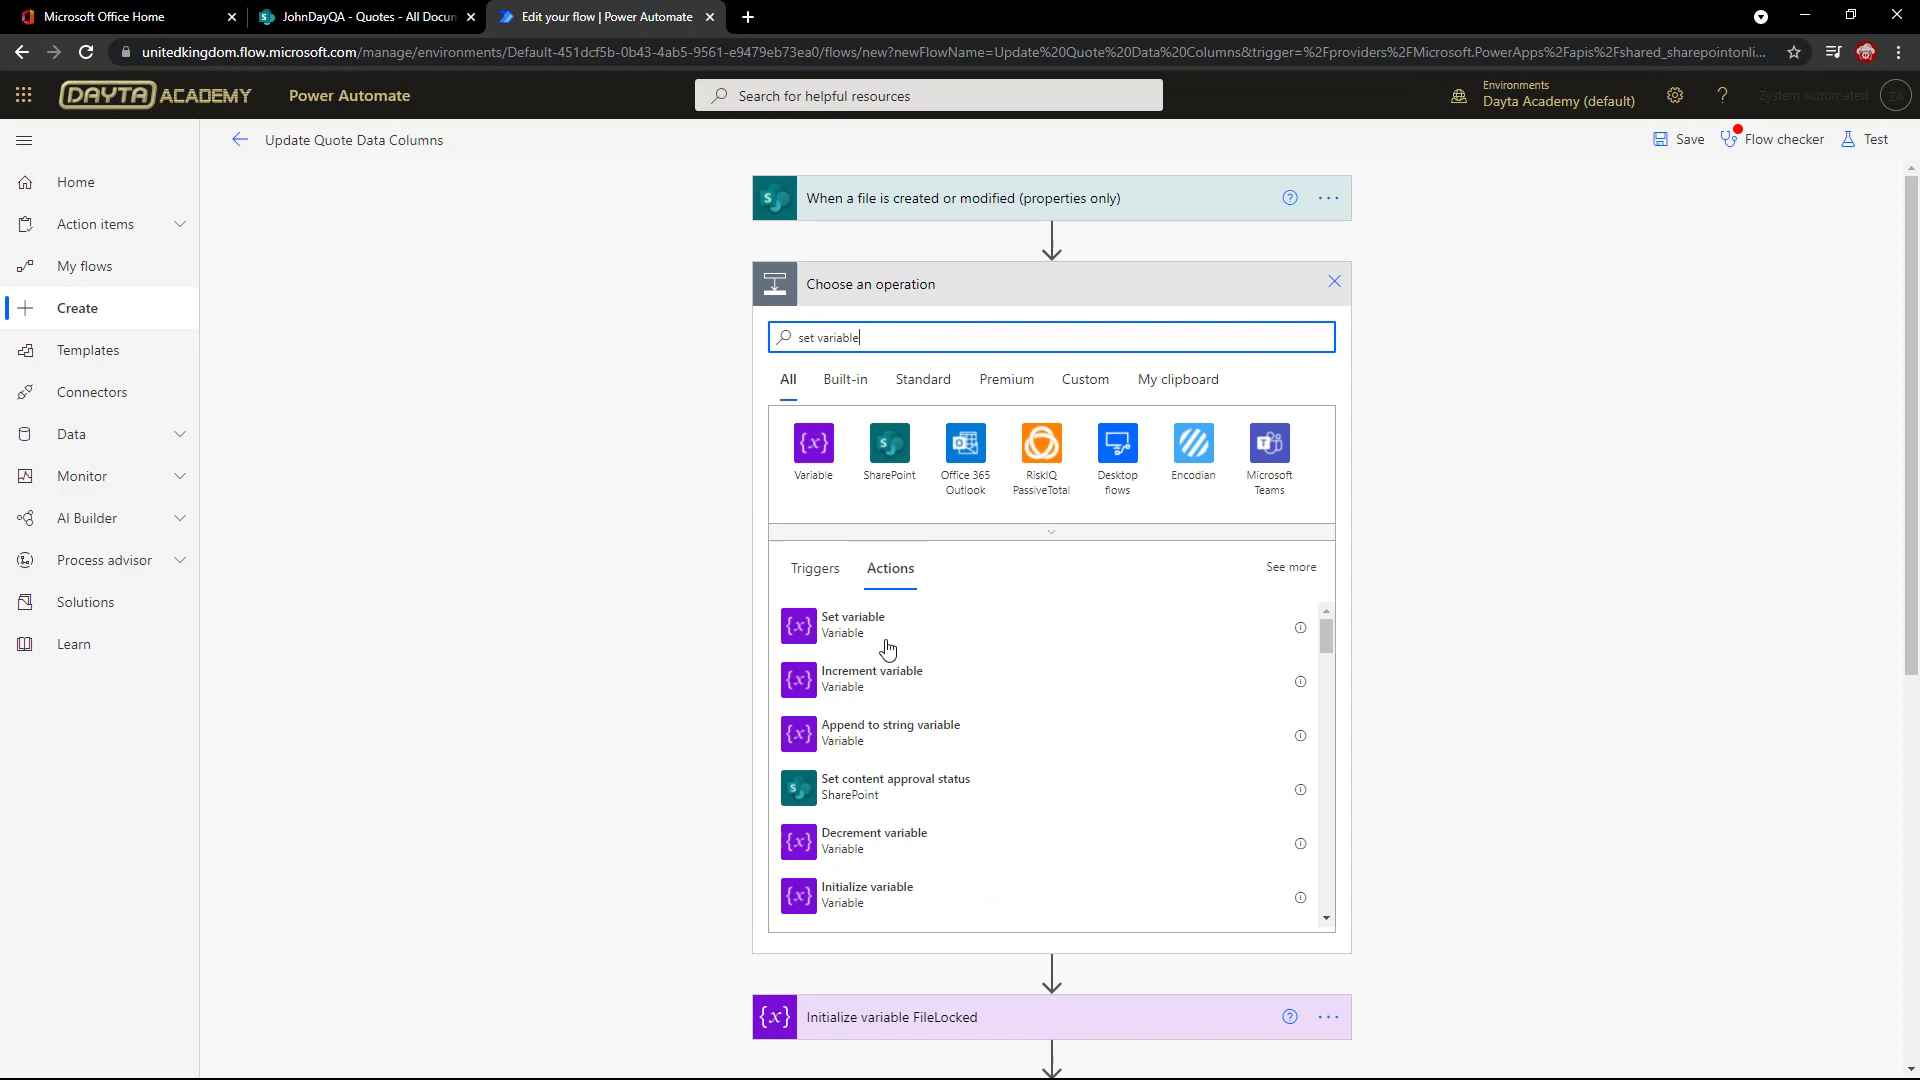 Microsoft Office Home
JohnDayQA - Quotes - All Docum
Edit your flow | Power Automate
unitedkingdom.flow.microsoft.com/manage/environments/Default-451dcf5b-0b43-4ab5-9561-e9479eb73ea0/flows/new?newFlowName=Update%20Quote%20Data%20Columns&trigger=%2Fproviders%2FMicrosoft.PowerApps%2Fapis%2Fshared_sharepointonli...
DAYTA ACADEMY
Power Automate
Search for helpful resources
Environments
Dayta Academy (default)
?
Zystem Automated
ZA
Update Quote Data Columns
Save
Flow checker
Test
Home
Action items
My flows
Create
Templates
Connectors
Data
Monitor
AI Builder
Process advisor
Solutions
Learn
When a file is created or modified (properties only)
Choose an operation
set variable
All
Built-in
Standard
Premium
Custom
My clipboard
Variable
SharePoint
Office 365
Outlook
RiskIQ
PassiveTotal
Desktop
flows
Encodian
Microsoft
Teams
Triggers
Actions
See more
Set variable
Variable
Increment variable
Variable
Append to string variable
Variable
Set content approval status
SharePoint
Decrement variable
Variable
Initialize variable
Variable
Initialize variable FileLocked